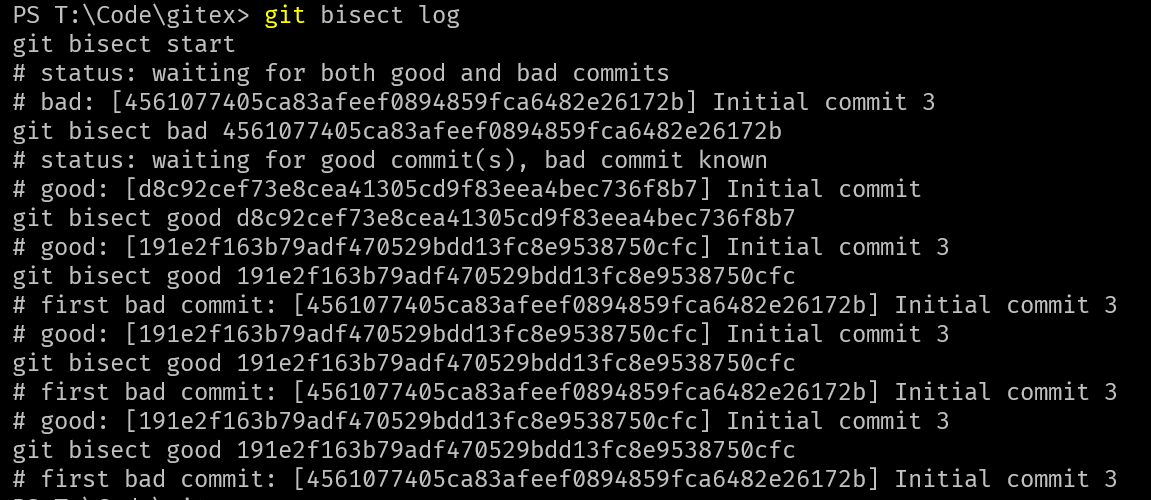 PS T:\Code\gitex> git bisect log
git bisect start
# status: waiting for both good and bad commits
# bad: [4561077405ca83afeef0894859fca6482e26172b] Initial commit 3
git bisect bad 4561077405ca83afeef0894859fca6482e26172b
# status: waiting for good commit(s), bad commit known
# good: [d8c92cef73e8cea41305cd9f83eea4bec736f8b7] Initial commit
git bisect good d8c92cef73e8cea41305cd9f83eea4bec736f8b7
# good: [191e2f163b79adf470529bdd13fc8e9538750cfc] Initial commit 3
git bisect good 191e2f163b79adf470529bdd13fc8e9538750cfc
# first bad commit: [4561077405ca83afeef0894859fca6482e26172b] Initial commit 3
# good: [191e2f163b79adf470529bdd13fc8e9538750cfc] Initial commit 3
git bisect good 191e2f163b79adf470529bdd13fc8e9538750cfc
# first bad commit: [4561077405ca83afeef0894859fca6482e26172b] Initial commit 3
# good: [191e2f163b79adf470529bdd13fc8e9538750cfc] Initial commit 3
git bisect good 191e2f163b79adf470529bdd13fc8e9538750cfc
# first bad commit: [4561077405ca83afeef0894859fca6482e26172b] Initial commit 3